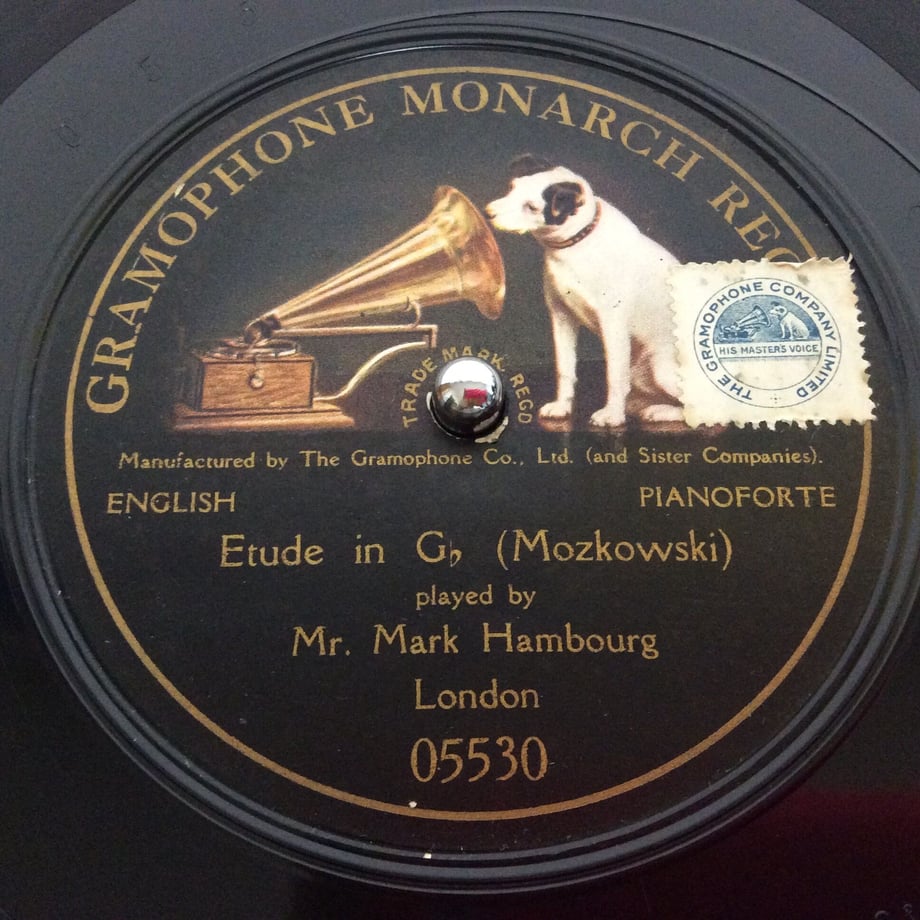 GRAMOPHONE MONARCH REC
TRADE MARK REGD
THE GRAMOPHONE COMPANY LIMITED
HIS MASTER'S VOICE
Manufactured by The Gramophone Co., Ltd. (and Sister Companies).
ENGLISH PIANOFORTE
Etude in G♭ (Mozkowski)
played by
Mr. Mark Hambourg
London
05530